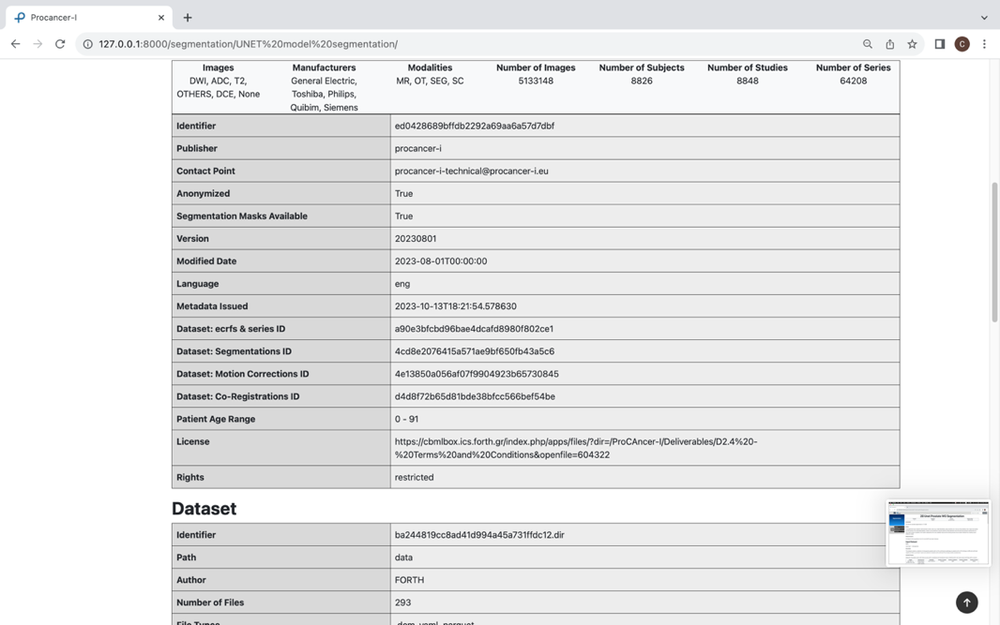 Procancer-I
127.0.0.1:8000/segmentation/UNET%20model%20segmentation/
C
Images Manufacturers Modalities Number of Images Number of Subjects Number of Studies Number of Series
DWI, ADC, T2, General Electric, MR, OT, SEG, SC 5133148 8826 8848 64208
OTHERS, DCE, None Toshiba, Philips,
Quibim, Siemens
Identifier ed0428689bffdb2292a69aa6a57d7dbf
Publisher procancer-i
Contact Point procancer-i-technical@procancer-i.eu
Anonymized True
Segmentation Masks Available True
Version 20230801
Modified Date 2023-08-01T00:00:00
Language eng
Metadata Issued 2023-10-13T18:21:54.578630
Dataset: ecrfs & series ID a90e3bfcbd96bae4dcafd8980f802ce1
Dataset: Segmentations ID 4cd8e2076415a571ae9bf650fb43a5c6
Dataset: Motion Corrections ID 4e13850a056af07f9904923b65730845
Dataset: Co-Registrations ID d4d8f72b65d81bde38bfcc566bef54be
Patient Age Range 0 - 91
License https://cbmlbox.ics.forth.gr/index.php/apps/files/?dir=/ProCAncer-I/Deliverables/D2.4%20-
%20Terms%20and%20Conditions&openfile=604322
Rights restricted
Dataset
Identifier ba244819cc8ad41d994a45a731ffdc12.dir
Path data
Author FORTH
Number of Files 293
File Types .dcm, yaml, parquet